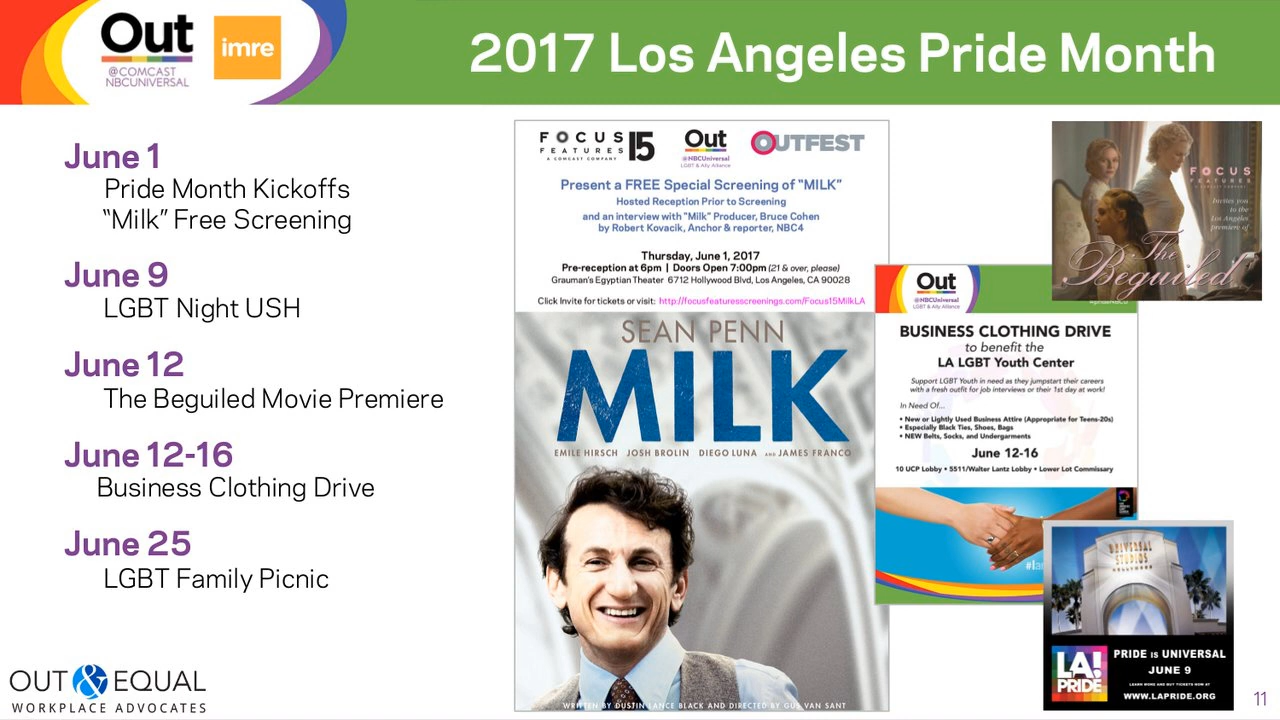 Out
@COMCAST
NBCUNIVERSAL
imre
2017 Los Angeles Pride Month
June 1
Pride Month Kickoffs
“Milk” Free Screening
June 9
LGBT Night USH
June 12
The Beguiled Movie Premiere
June 12-16
Business Clothing Drive
June 25
LGBT Family Picnic
OUT & EQUAL
WORKPLACE ADVOCATES
FOCUS
FEATURES
A COMCAST COMPANY
15
Out
@NBCUniversal
LGBT & Ally Alliance
OUTFEST
Present a FREE Special Screening of "MILK"
Hosted Reception Prior to Screening
and an interview with "Milk" Producer, Bruce Cohen
by Robert Kovacik, Anchor & reporter, NBC4
Thursday, June 1, 2017
Pre-reception at 6pm | Doors Open 7:00pm (21 & over, please)
Grauman's Egyptian Theater 6712 Hollywood Blvd, Los Angeles, CA 90028
Click Invite for tickets or visit: http://focusfeaturesscreenings.com/Focus15MilkLA
SEAN PENN
MILK
EMILE HIRSCH JOSH BROLIN DIEGO LUNA AND JAMES FRANCO
WRITTEN BY DUSTIN LANCE BLACK AND DIRECTED BY GUS VAN SANT
FOCUS
FEATURES
Invites you
to the
Los Angeles
premiere of
The
Beguiled
Out
@NBCUniversal
LGBT & Ally Alliance
BUSINESS CLOTHING DRIVE
to benefit the
LA LGBT Youth Center
Support LGBT Youth in need as they jumpstart their careers
with a fresh outfit for job interviews or their 1st day at work!
In Need Of...
• New or Lightly Used Business Attire (Appropriate for Teens-20s)
• Especially Black Ties, Shoes, Bags
• NEW Belts, Socks, and Undergarments
June 12-16
10 UCP Lobby • 5511/Walter Lantz Lobby • Lower Lot Commissary
UNIVERSAL
STUDIOS
HOLLYWOOD
LA!
PRIDE
PRIDE IS UNIVERSAL
JUNE 9
LEARN MORE AND BUY TICKETS NOW AT
WWW.LAPRIDE.ORG
11